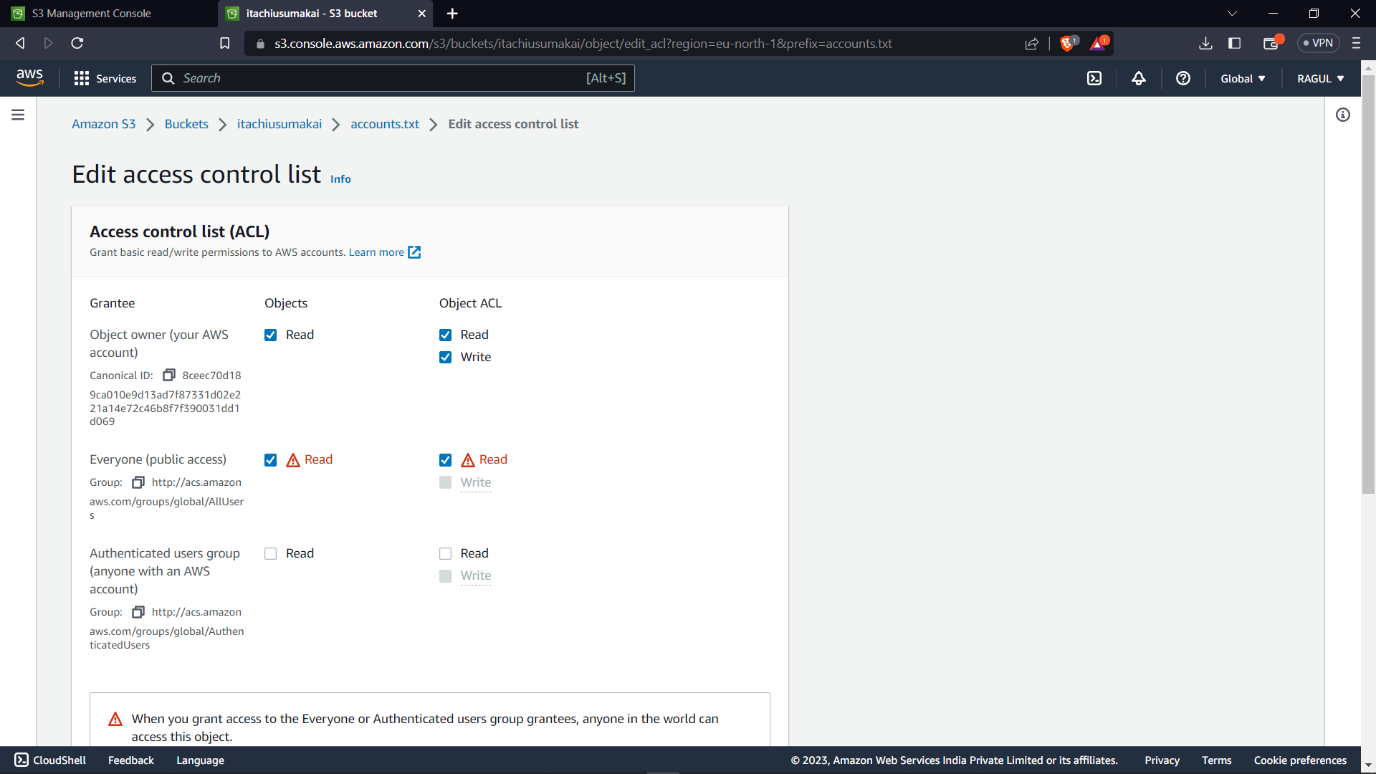 S3 Management Console
itachiusumakai - S3 bucket
s3.console.aws.amazon.com/s3/buckets/itachiusumakai/object/edit_acl?region=eu-north-1&prefix=accounts.txt
1
1
VPN
aws
Services
Search
[Alt+S]
Global
RAGUL
Amazon S3
Buckets
itachiusumakai
accounts.txt
Edit access control list
Edit access control list
Info
Access control list (ACL)
Grant basic read/write permissions to AWS accounts. Learn more
Grantee
Objects
Object ACL
Object owner (your AWS
account)
Canonical ID: 8ceec70d18
9ca010e9d13ad7f87331d02e2
21a14e72c46b8f7f390031dd1
d069
Read
Read
Write
Everyone (public access)
Group: http://acs.amazon
aws.com/groups/global/AllUser
s
Read
Read
Write
Authenticated users group
(anyone with an AWS
account)
Group: http://acs.amazon
aws.com/groups/global/Authen
ticatedUsers
Read
Read
Write
When you grant access to the Everyone or Authenticated users group grantees, anyone in the world can
access this object.
CloudShell
Feedback
Language
© 2023, Amazon Web Services India Private Limited or its affiliates.
Privacy
Terms
Cookie preferences